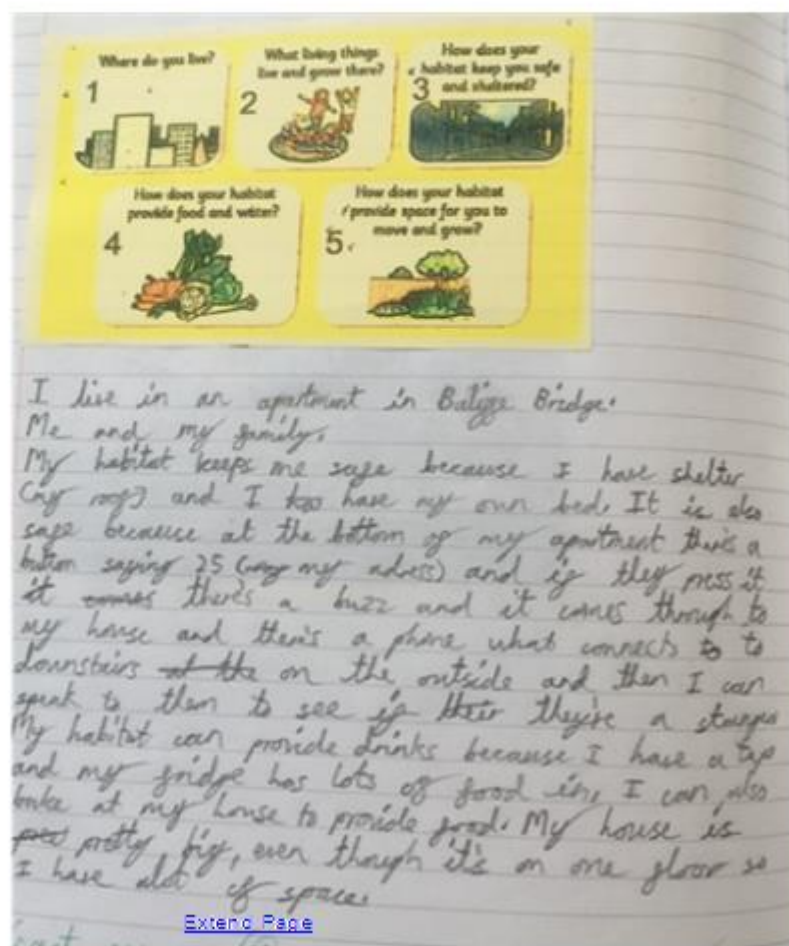 Where do you live?
1
What living things
live and grow there?
2
How does your
habitat keep you safe
3 and sheltered?
How does your habitat
provide food and water?
4
How does your habitat
provide space for you to
move and grow?
5
I live in an apartment in Bridge.
Me and my family.
My habitat keeps me safe because I have shelter
(my roof) and I have my own bed. It is also
safe because at the bottom of my apartment there's a
button saying 25 (my adress) and if they press it
it there's a buzz and it comes through to
my house and there's a phone what connects to to
downstairs at the on the outside and then I can
speak to them to see if their they're a
My habitat can provide drinks because I have a tap
and my fridge has lots of food in, I can also
bake at my house to provide food. My house is
pretty big, even though it's on one floor so
I have alot of space.
Extend Page